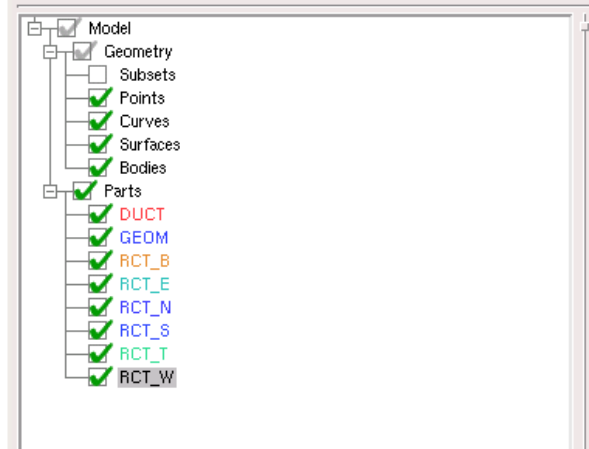 Model
Geometry
Subsets
Points
Curves
Surfaces
Bodies
Parts
DUCT
GEOM
RCT_B
RCT_E
RCT_N
RCT_S
RCT_T
RCT_W